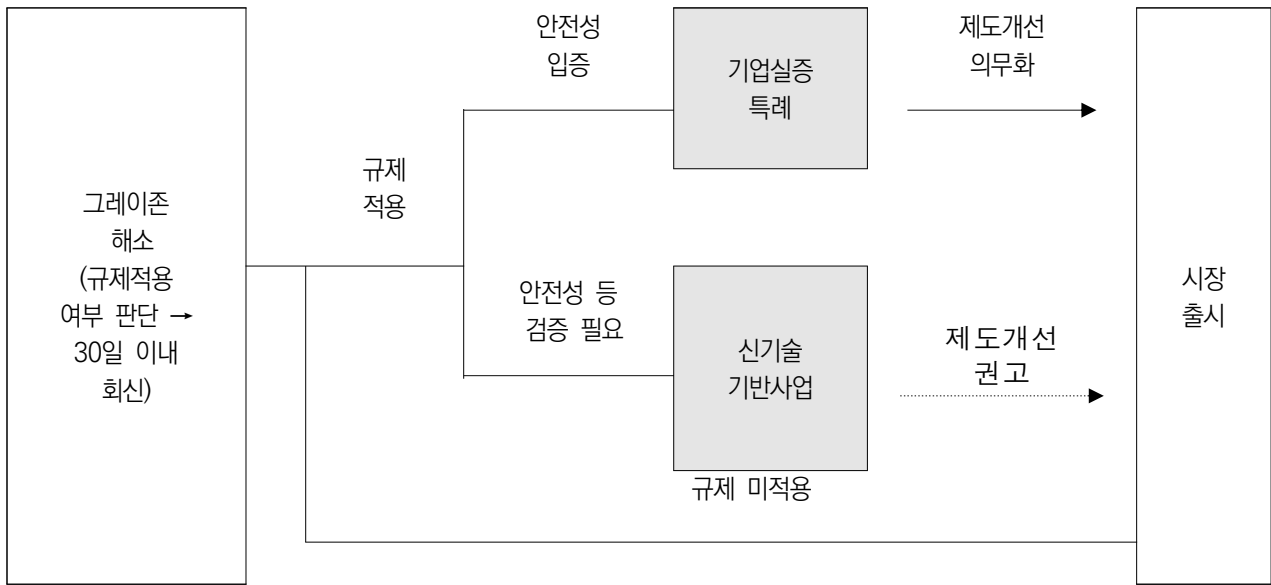 그레이존
해소
(규제적용
여부 판단 →
30일 이내
회신)
규제
적용
안전성
입증
기업실증
특례
제도개선
의무화
안전성 등
검증 필요
신기술
기반사업
제도개선
권고
규제 미적용
시장
출시